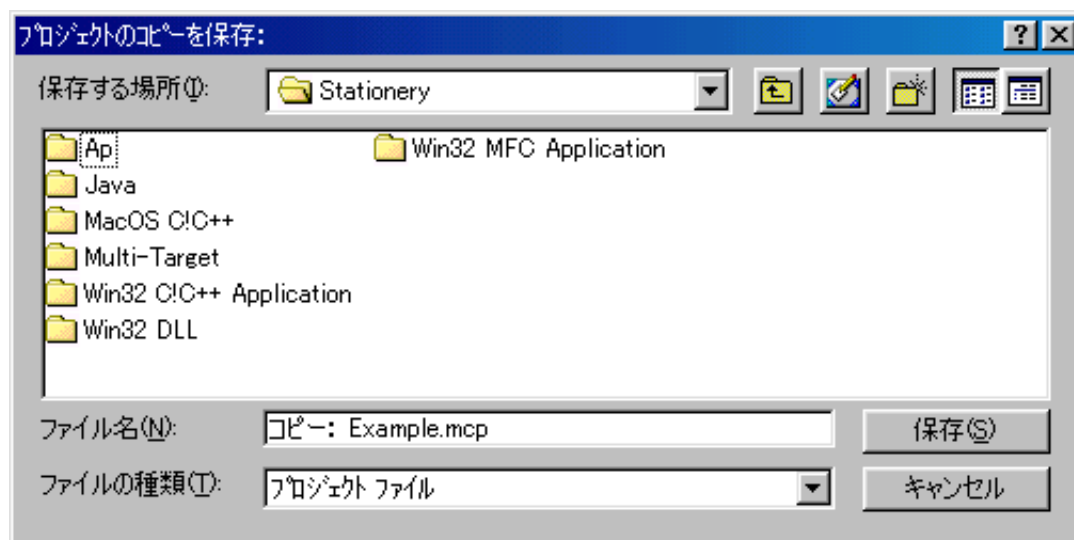 プロジェクトのコピーを保存:
保存する場所(I): Stationery
Ap Win32 MFC Application
Java
MacOS C!C++
Multi-Target
Win32 C!C++ Application
Win32 DLL
ファイル名(N): コピー: Example.mcp 保存(S)
ファイルの種類(T): プロジェクト ファイル キャンセル